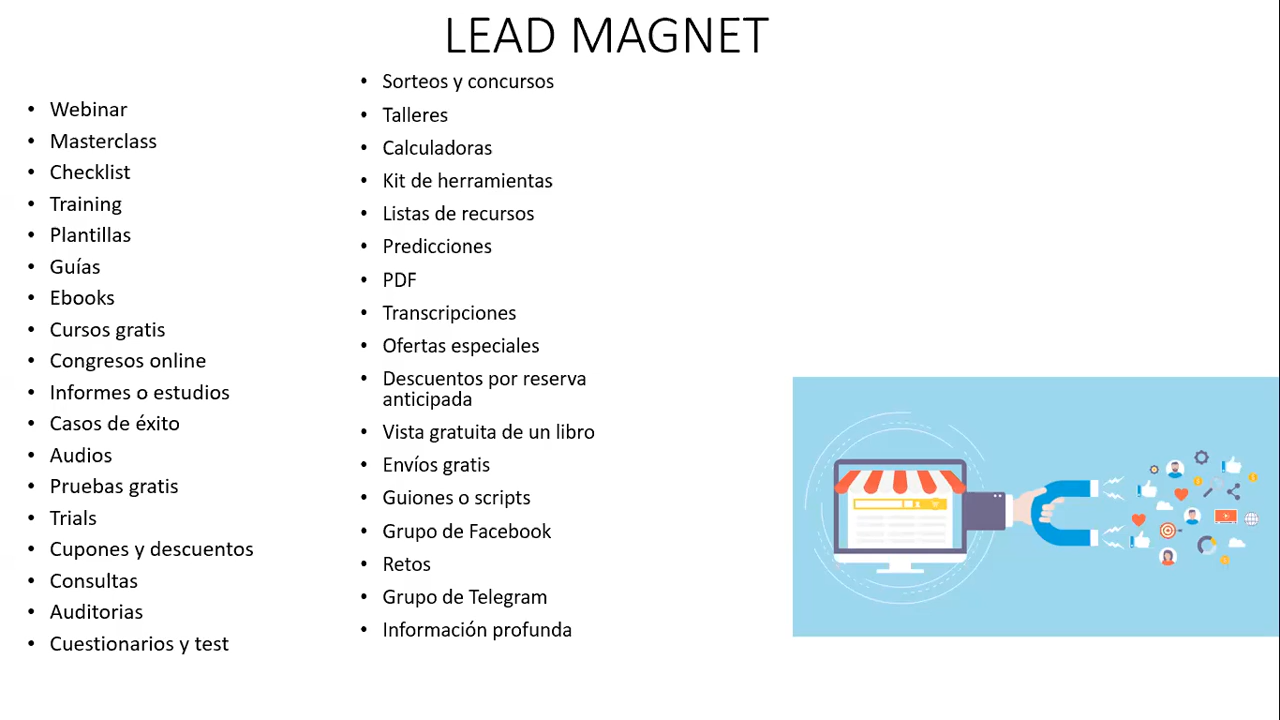 LEAD MAGNET
• Webinar
• Masterclass
• Checklist
• Training
• Plantillas
• Guías
• Ebooks
• Cursos gratis
• Congresos online
• Informes o estudios
• Casos de éxito
• Audios
• Pruebas gratis
• Trials
• Cupones y descuentos
• Consultas
• Auditorias
• Cuestionarios y test
• Sorteos y concursos
• Talleres
• Calculadoras
• Kit de herramientas
• Listas de recursos
• Predicciones
• PDF
• Transcripciones
• Ofertas especiales
• Descuentos por reserva
anticipada
• Vista gratuita de un libro
• Envíos gratis
• Guiones o scripts
• Grupo de Facebook
• Retos
• Grupo de Telegram
• Información profunda